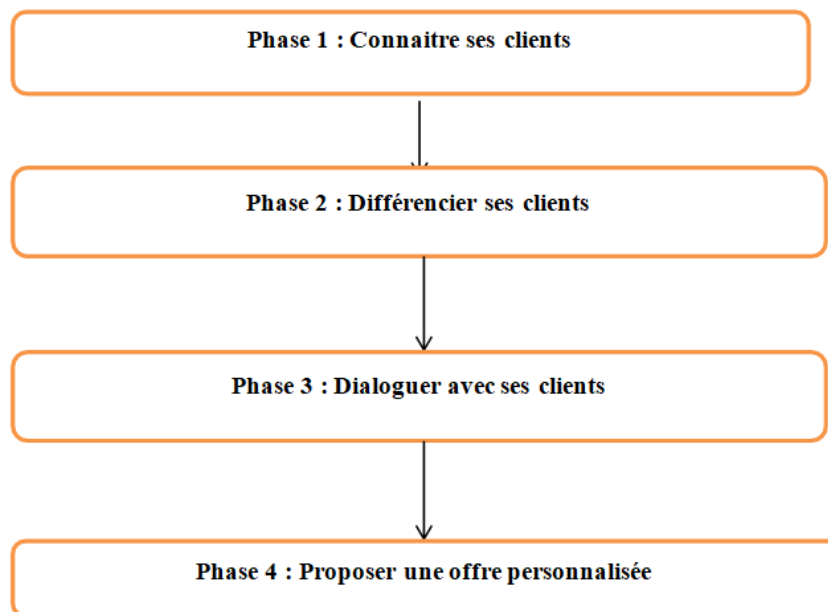 Phase 1 : Connaitre ses clients
Phase 2 : Différencier ses clients
Phase 3 : Dialoguer avec ses clients
Phase 4 : Proposer une offre personnalisée